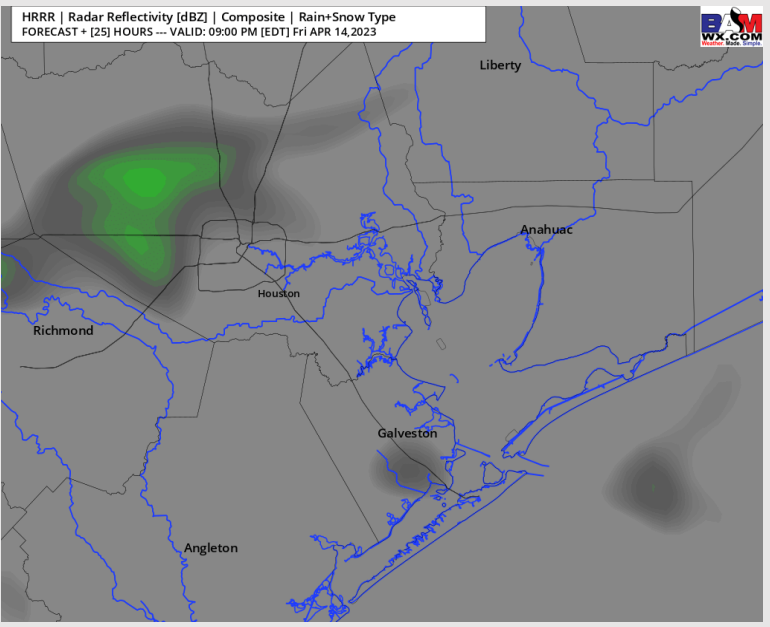 HRRR | Radar Reflectivity [dBZ] | Composite | Rain+Snow Type
FORECAST + [25] HOURS --- VALID: 09:00 PM [EDT] Fri APR 14,2023
BAM
WX.COM
Weather. Made. Simple.
Liberty
Anahuac
Houston
Richmond
Galveston
Angleton